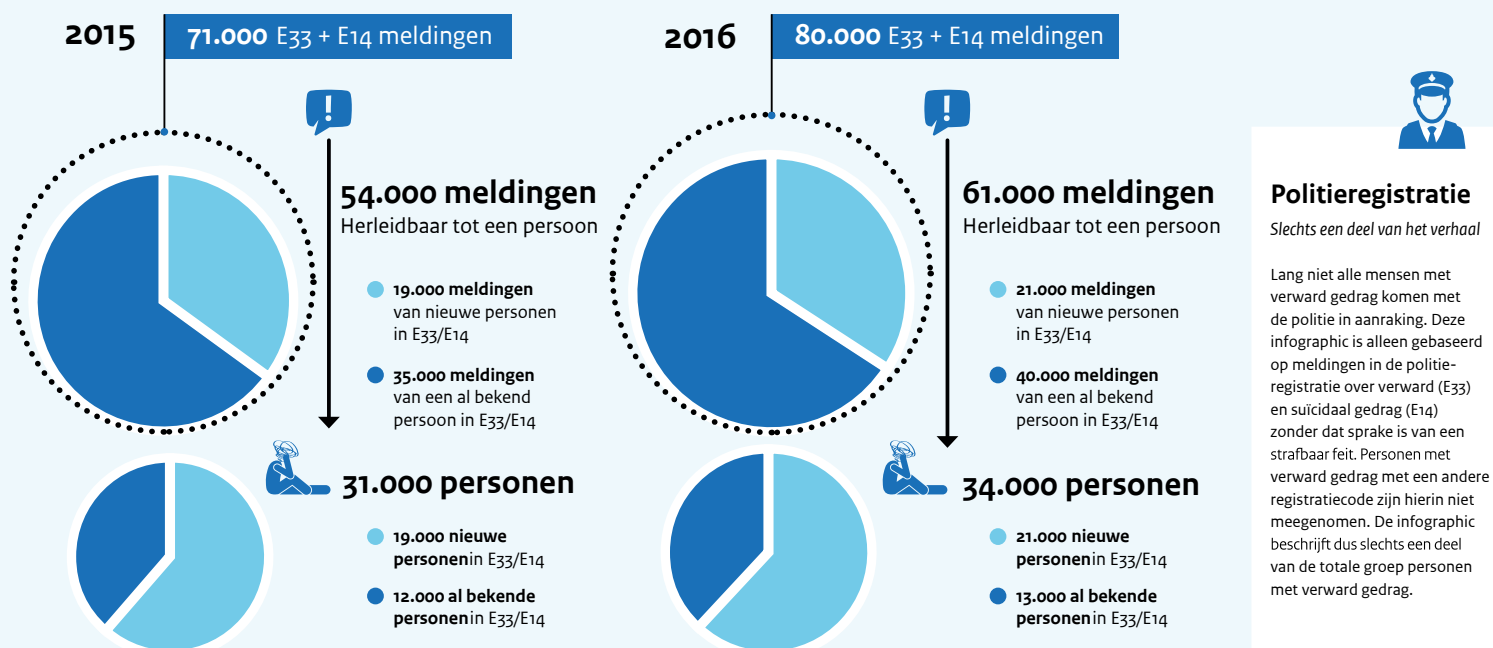 2015
71.000 E33 + E14 meldingen
!
54.000 meldingen
Herleidbaar tot een persoon
19.000 meldingen
van nieuwe personen
in E33/E14
35.000 meldingen
van een al bekend
persoon in E33/E14
31.000 personen
19.000 nieuwe
personen in E33/E14
12.000 al bekende
personen in E33/E14
2016
80.000 E33 + E14 meldingen
!
61.000 meldingen
Herleidbaar tot een persoon
21.000 meldingen
van nieuwe personen
in E33/E14
40.000 meldingen
van een al bekend
persoon in E33/E14
34.000 personen
21.000 nieuwe
personen in E33/E14
13.000 al bekende
personen in E33/E14
Politieregistratie
Slechts een deel van het verhaal
Lang niet alle mensen met
verward gedrag komen met
de politie in aanraking. Deze
infographic is alleen gebaseerd
op meldingen in de politie-
registratie over verward (E33)
en suïcidaal gedrag (E14)
zonder dat sprake is van een
strafbaar feit. Personen met
verward gedrag met een andere
registratiecode zijn hierin niet
meegenomen. De infographic
beschrijft dus slechts een deel
van de totale groep personen
met verward gedrag.